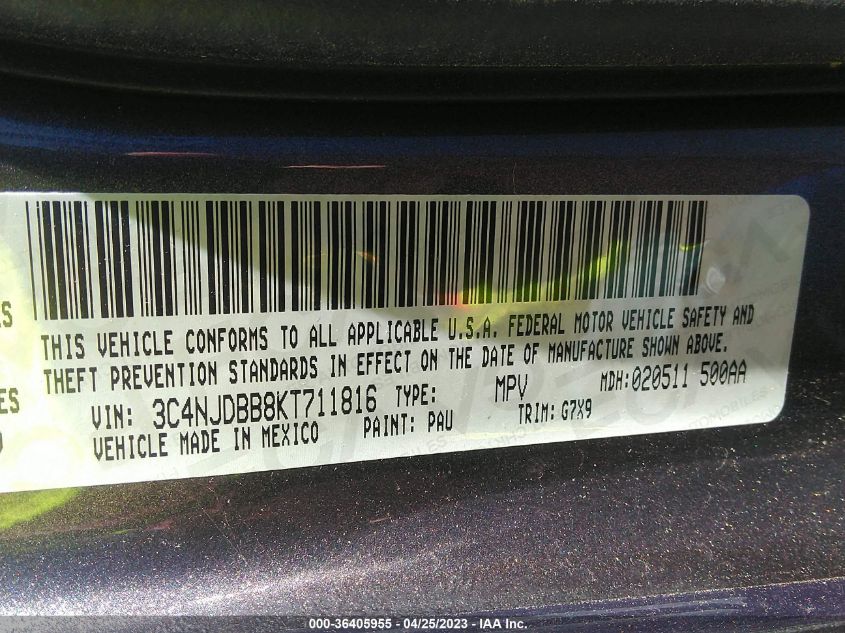 THIS VEHICLE CONFORMS TO ALL APPLICABLE U.S.A. FEDERAL MOTOR VEHICLE SAFETY AND
THEFT PREVENTION STANDARDS IN EFFECT ON THE DATE OF MANUFACTURE SHOWN ABOVE.
VIN: 3C4NJDBB8KT711816 TYPE: MPV MDH:020511 500AA
VEHICLE MADE IN MEXICO PAINT: PAU TRIM: G7X9
000-36405955 - 04/25/2023 - IAA Inc.